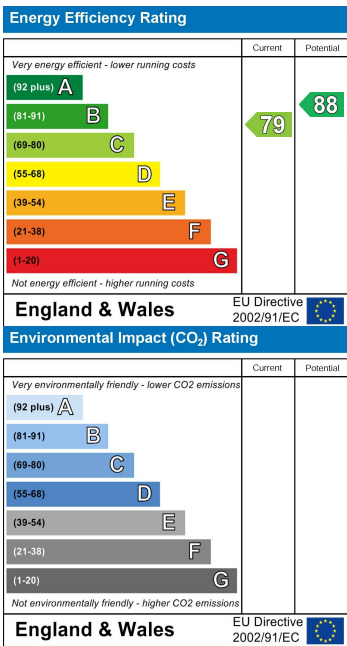 Energy Efficiency Rating
Current Potential
Very energy efficient - lower running costs
(92 plus) A
(81-91) B
(69-80) C
(55-68) D
(39-54) E
(21-38) F
(1-20) G
79
88
Not energy efficient - higher running costs
England & Wales
EU Directive
2002/91/EC
Environmental Impact (CO₂) Rating
Current Potential
Very environmentally friendly - lower CO2 emissions
(92 plus) A
(81-91) B
(69-80) C
(55-68) D
(39-54) E
(21-38) F
(1-20) G
Not environmentally friendly - higher CO2 emissions
England & Wales
EU Directive
2002/91/EC